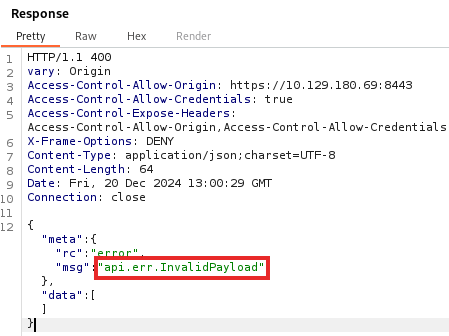 Response
Pretty Raw Hex Render
1 HTTP/1.1 400
2 vary: Origin
3 Access-Control-Allow-Origin: https://10.129.180.69:8443
4 Access-Control-Allow-Credentials: true
5 Access-Control-Expose-Headers:
Access-Control-Allow-Origin,Access-Control-Allow-Credentials
6 X-Frame-Options: DENY
7 Content-Type: application/json;charset=UTF-8
8 Content-Length: 64
9 Date: Fri, 20 Dec 2024 13:00:29 GMT
10 Connection: close
11
12 {
"meta":{
"rc":"error",
"msg":"api.err.InvalidPayload"
},
"data":[
]
}